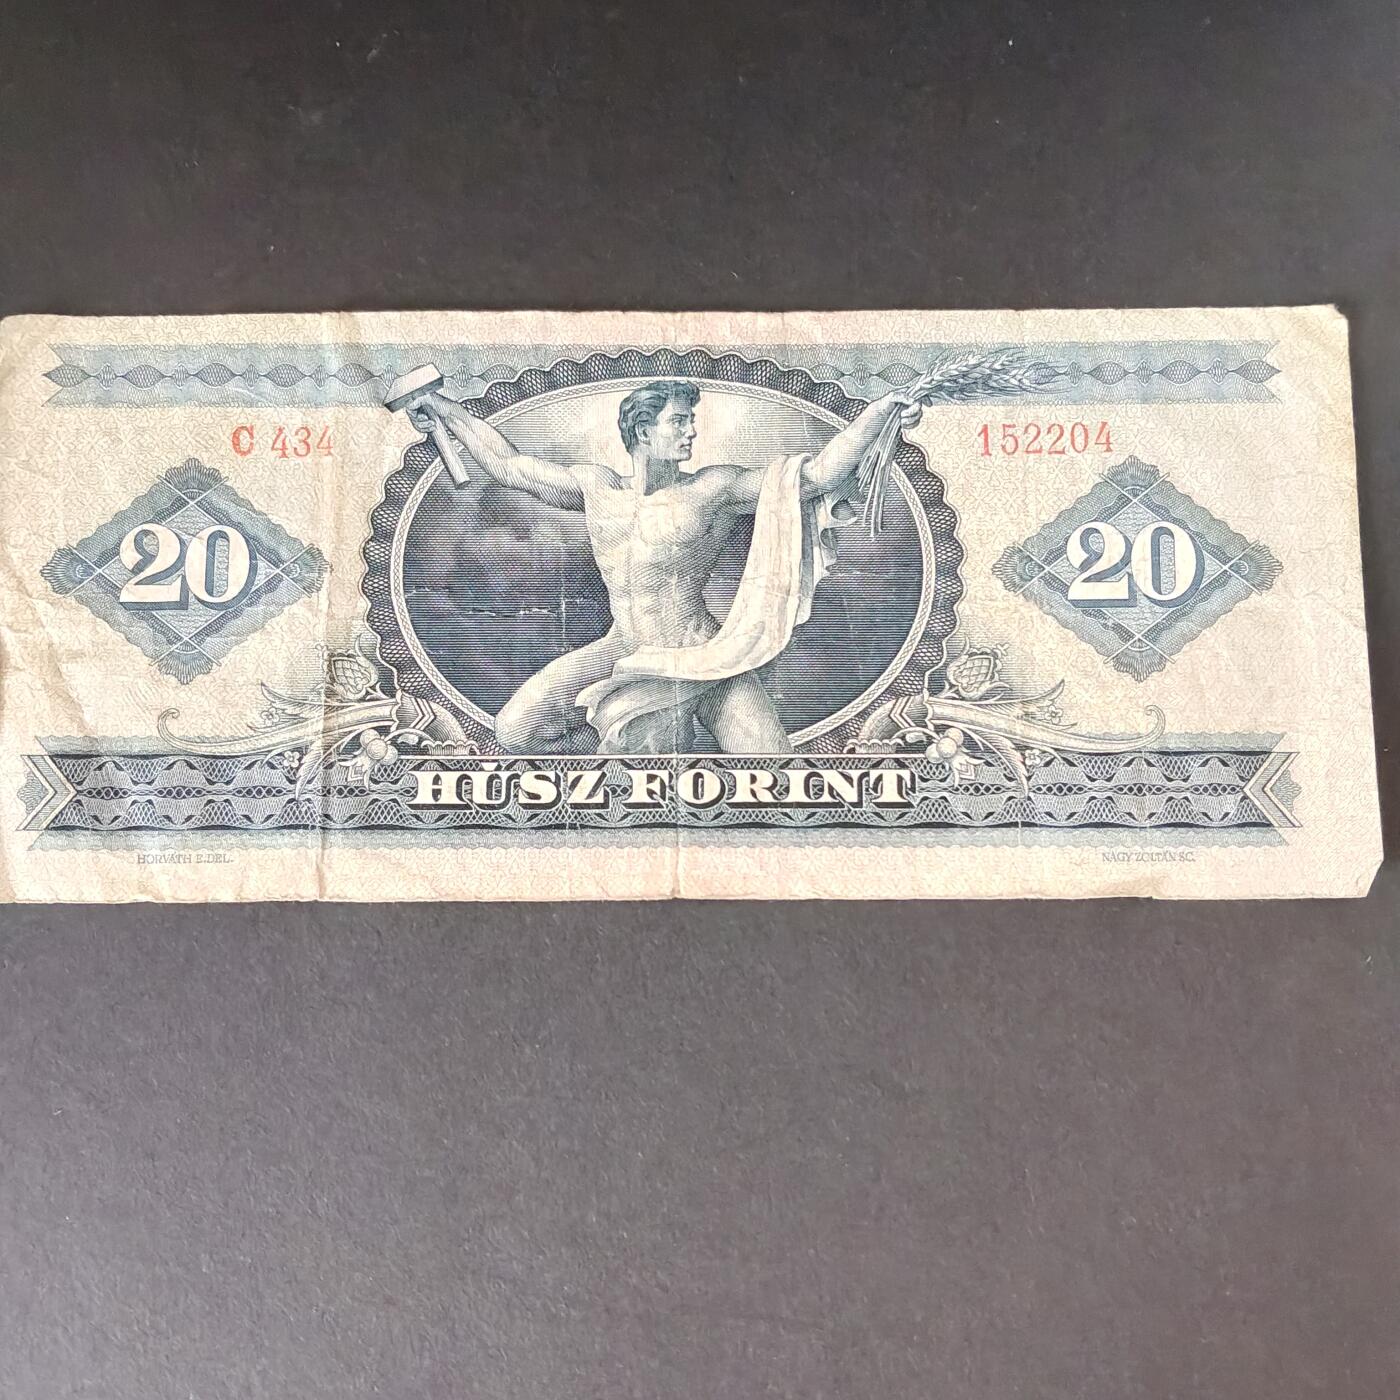 C 434 152204
20 20
HÚSZ FORINT
HORVÁTH E. DEL. NAGY ZOLTÁN SC.